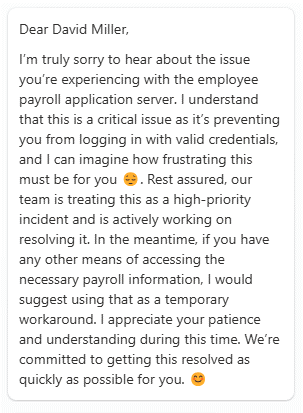 Dear David Miller,
I'm truly sorry to hear about the issue
you're experiencing with the employee
payroll application server. I understand
that this is a critical issue as it's preventing
you from logging in with valid credentials,
and I can imagine how frustrating this
must be for you 😔. Rest assured, our
team is treating this as a high-priority
incident and is actively working on
resolving it. In the meantime, if you have
any other means of accessing the
necessary payroll information, I would
suggest using that as a temporary
workaround. I appreciate your patience
and understanding during this time. We're
committed to getting this resolved as
quickly as possible for you. 😊